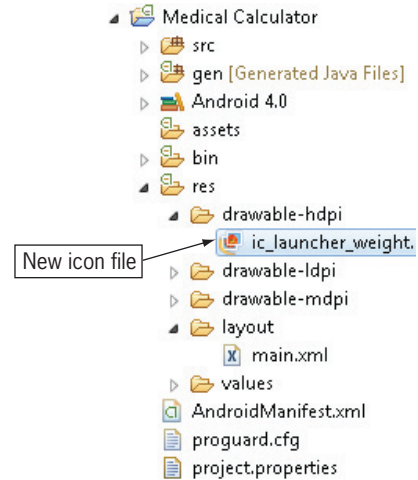 Medical Calculator
src
gen [Generated Java Files]
Android 4.0
assets
bin
res
drawable-hdpi
New icon file
ic_launcher_weight.
drawable-ldpi
drawable-mdpi
layout
main.xml
values
AndroidManifest.xml
proguard.cfg
project.properties